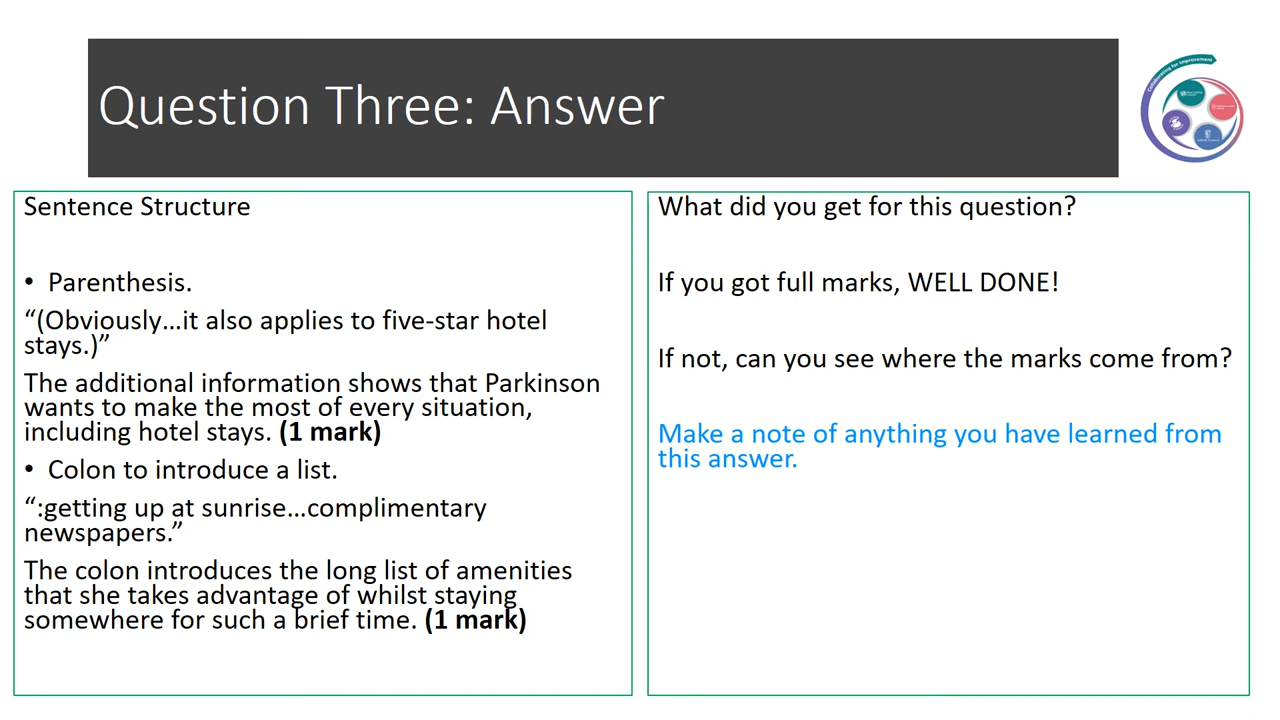 Question Three: Answer
Collaborating for Improvement
Sentence Structure
• Parenthesis.
“(Obviously…it also applies to five-star hotel
stays.)”
The additional information shows that Parkinson
wants to make the most of every situation,
including hotel stays. (1 mark)
• Colon to introduce a list.
“:getting up at sunrise…complimentary
newspapers.”
The colon introduces the long list of amenities
that she takes advantage of whilst staying
somewhere for such a brief time. (1 mark)
What did you get for this question?
If you got full marks, WELL DONE!
If not, can you see where the marks come from?
Make a note of anything you have learned from
this answer.